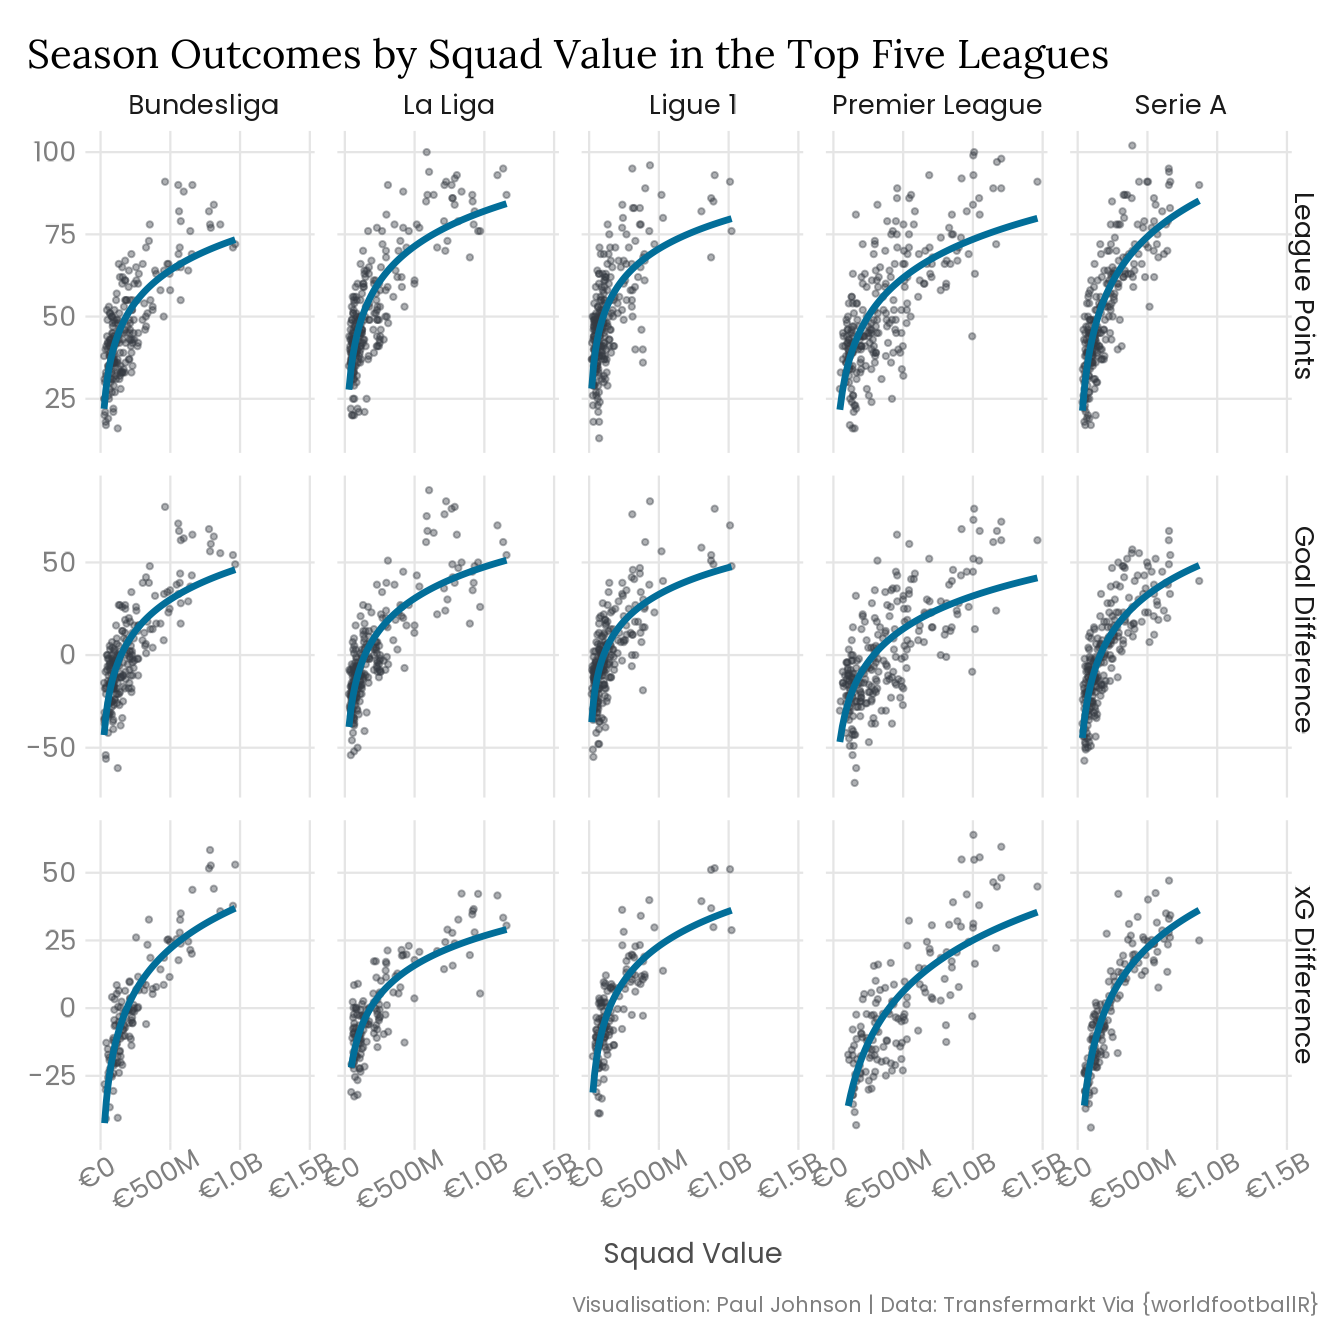 Season Outcomes by Squad Value in the Top Five Leagues
Bundesliga La Liga Ligue 1 Premier League Serie A
100
75
50
25
League Points
50
0
−50
Goal Difference
50
25
0
−25
xG Difference
€0 €500M €1.0B €1.5B €0 €500M €1.0B €1.5B €0 €500M €1.0B €1.5B €0 €500M €1.0B €1.5B €0 €500M €1.0B €1.5B
Squad Value
Visualisation: Paul Johnson | Data: Transfermarkt Via {worldfootballR}